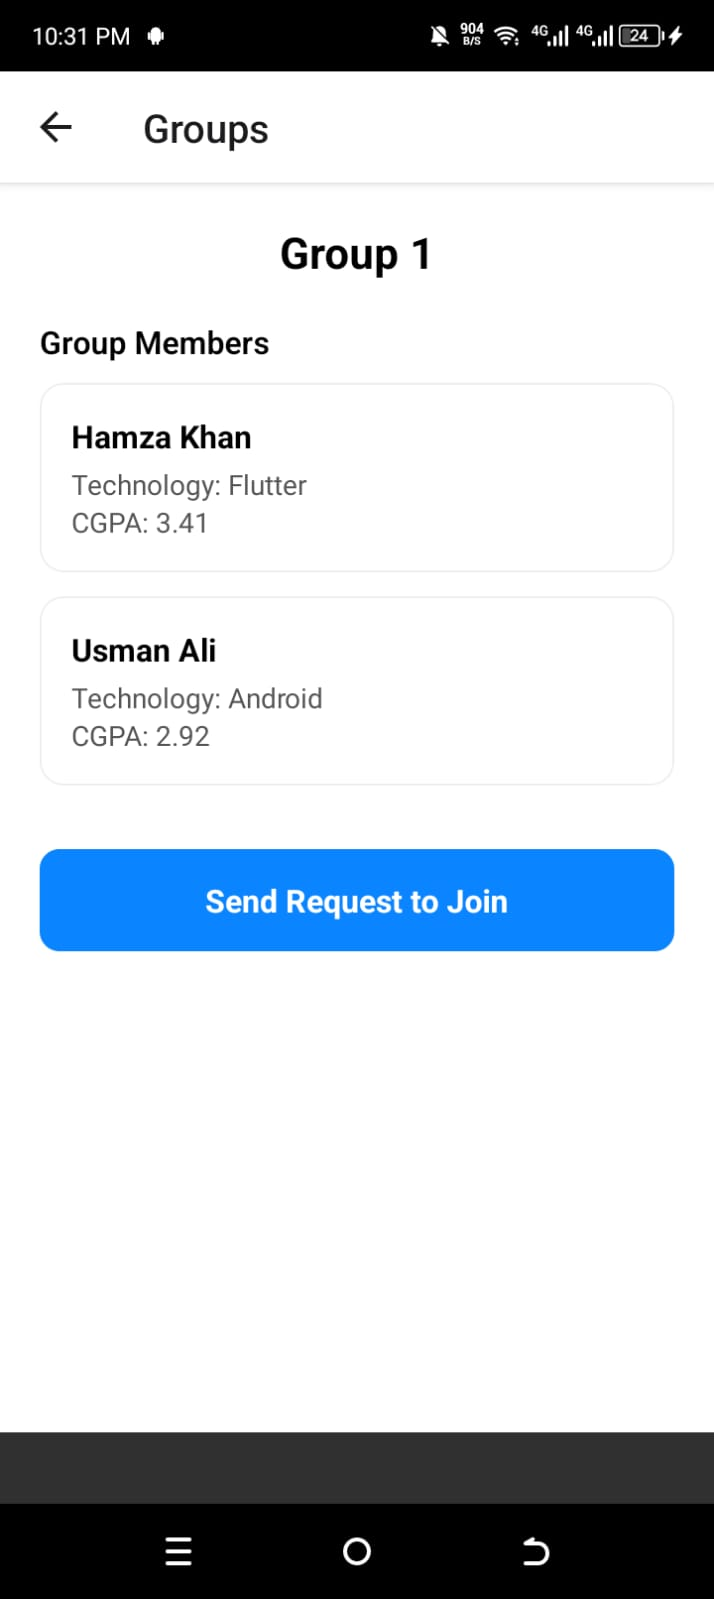 10:31 PM 904 B/S 4G 4G 24
Groups
Group 1
Group Members
Hamza Khan
Technology: Flutter
CGPA: 3.41
Usman Ali
Technology: Android
CGPA: 2.92
Send Request to Join